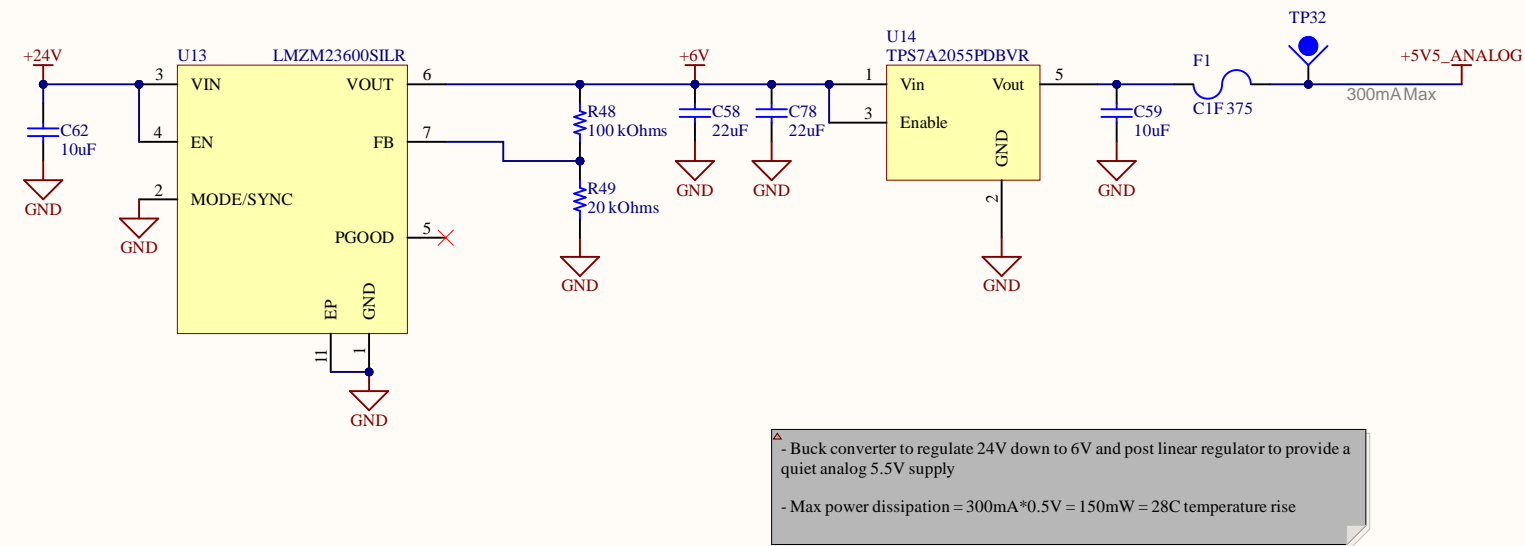 TP32
U13
LMZM23600SILR
U14
TPS7A2055PDBVR
F1
+24V
+6V
+5V5_ANALOG
3
VIN
VOUT
6
1
Vin
Vout
5
C1F 375
300mA Max
C62
10uF
4
EN
FB
7
R48
100 kOhms
C58
22uF
C78
22uF
3
Enable
GND
2
C59
10uF
GND
2
MODE/SYNC
GND
R49
20 kOhms
GND
GND
GND
PGOOD
5
GND
GND
EP
GND
11
1
GND
- Buck converter to regulate 24V down to 6V and post linear regulator to provide a
quiet analog 5.5V supply
- Max power dissipation = 300mA*0.5V = 150mW = 28C temperature rise